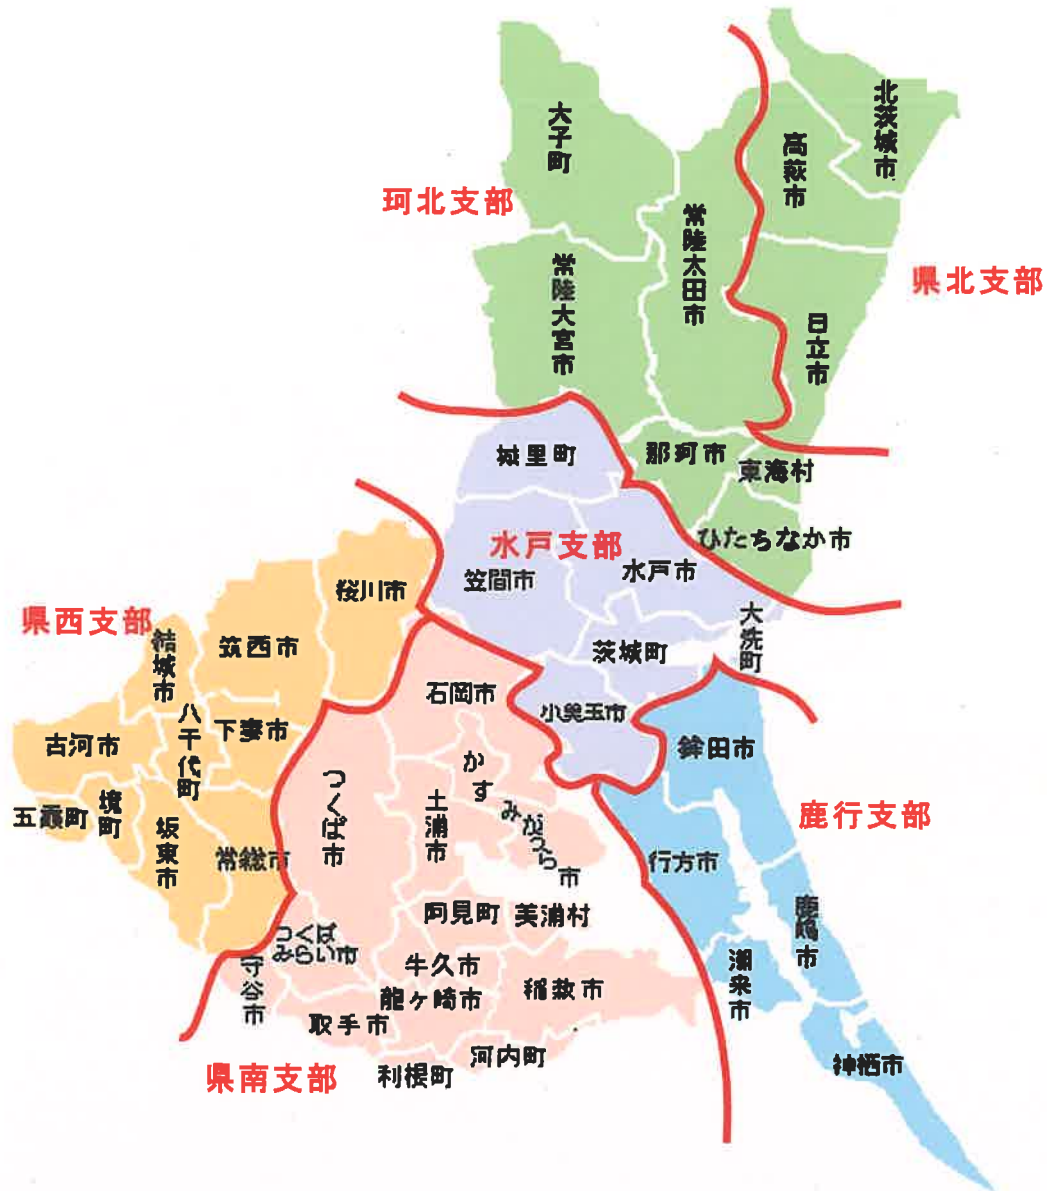 北茨城市
高萩市
大子町
珂北支部
常陸太田市
県北支部
常陸大宮市
日立市
城里町
那珂市
東海村
ひたちなか市
水戸支部
笠間市
水戸市
桜川市
県西支部
結城市
筑西市
大洗町
茨城町
石岡市
小美玉市
八千代町
下妻市
古河市
鉾田市
かすみがうら市
つくば市
土浦市
五霞町
境町
坂東市
常総市
鹿行支部
行方市
鹿嶋市
阿見町
美浦村
つくば
みらい市
守谷市
牛久市
龍ヶ崎市
稲敷市
潮来市
取手市
河内町
利根町
県南支部
神栖市